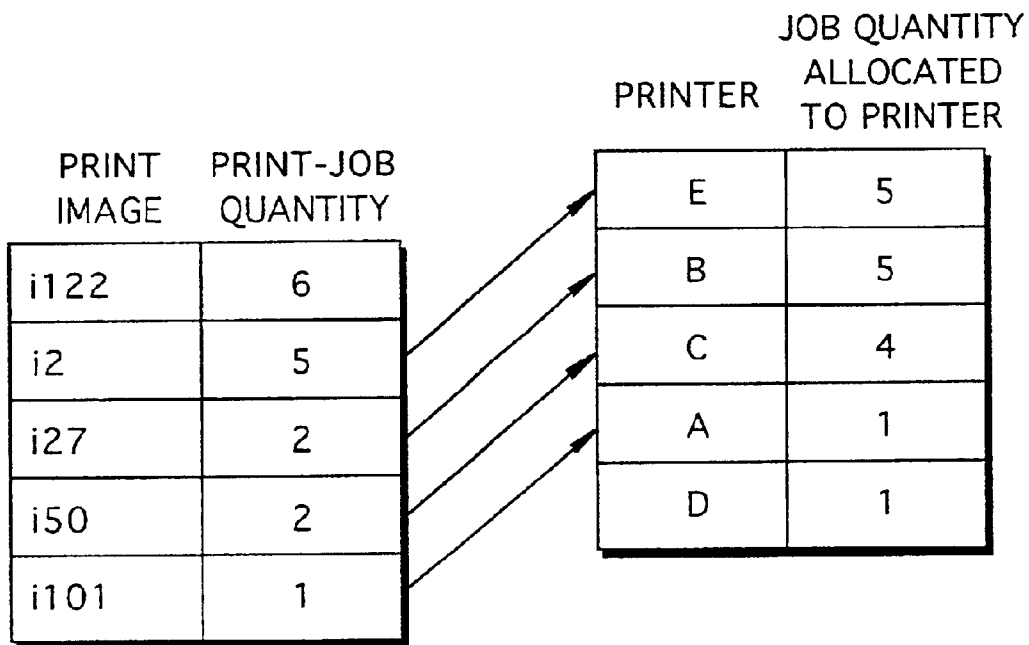 PRINT PRINT-JOB
IMAGE QUANTITY
i122 6
i2 5
i27 2
i50 2
i101 1
JOB QUANTITY
ALLOCATED
PRINTER TO PRINTER
E 5
B 5
C 4
A 1
D 1